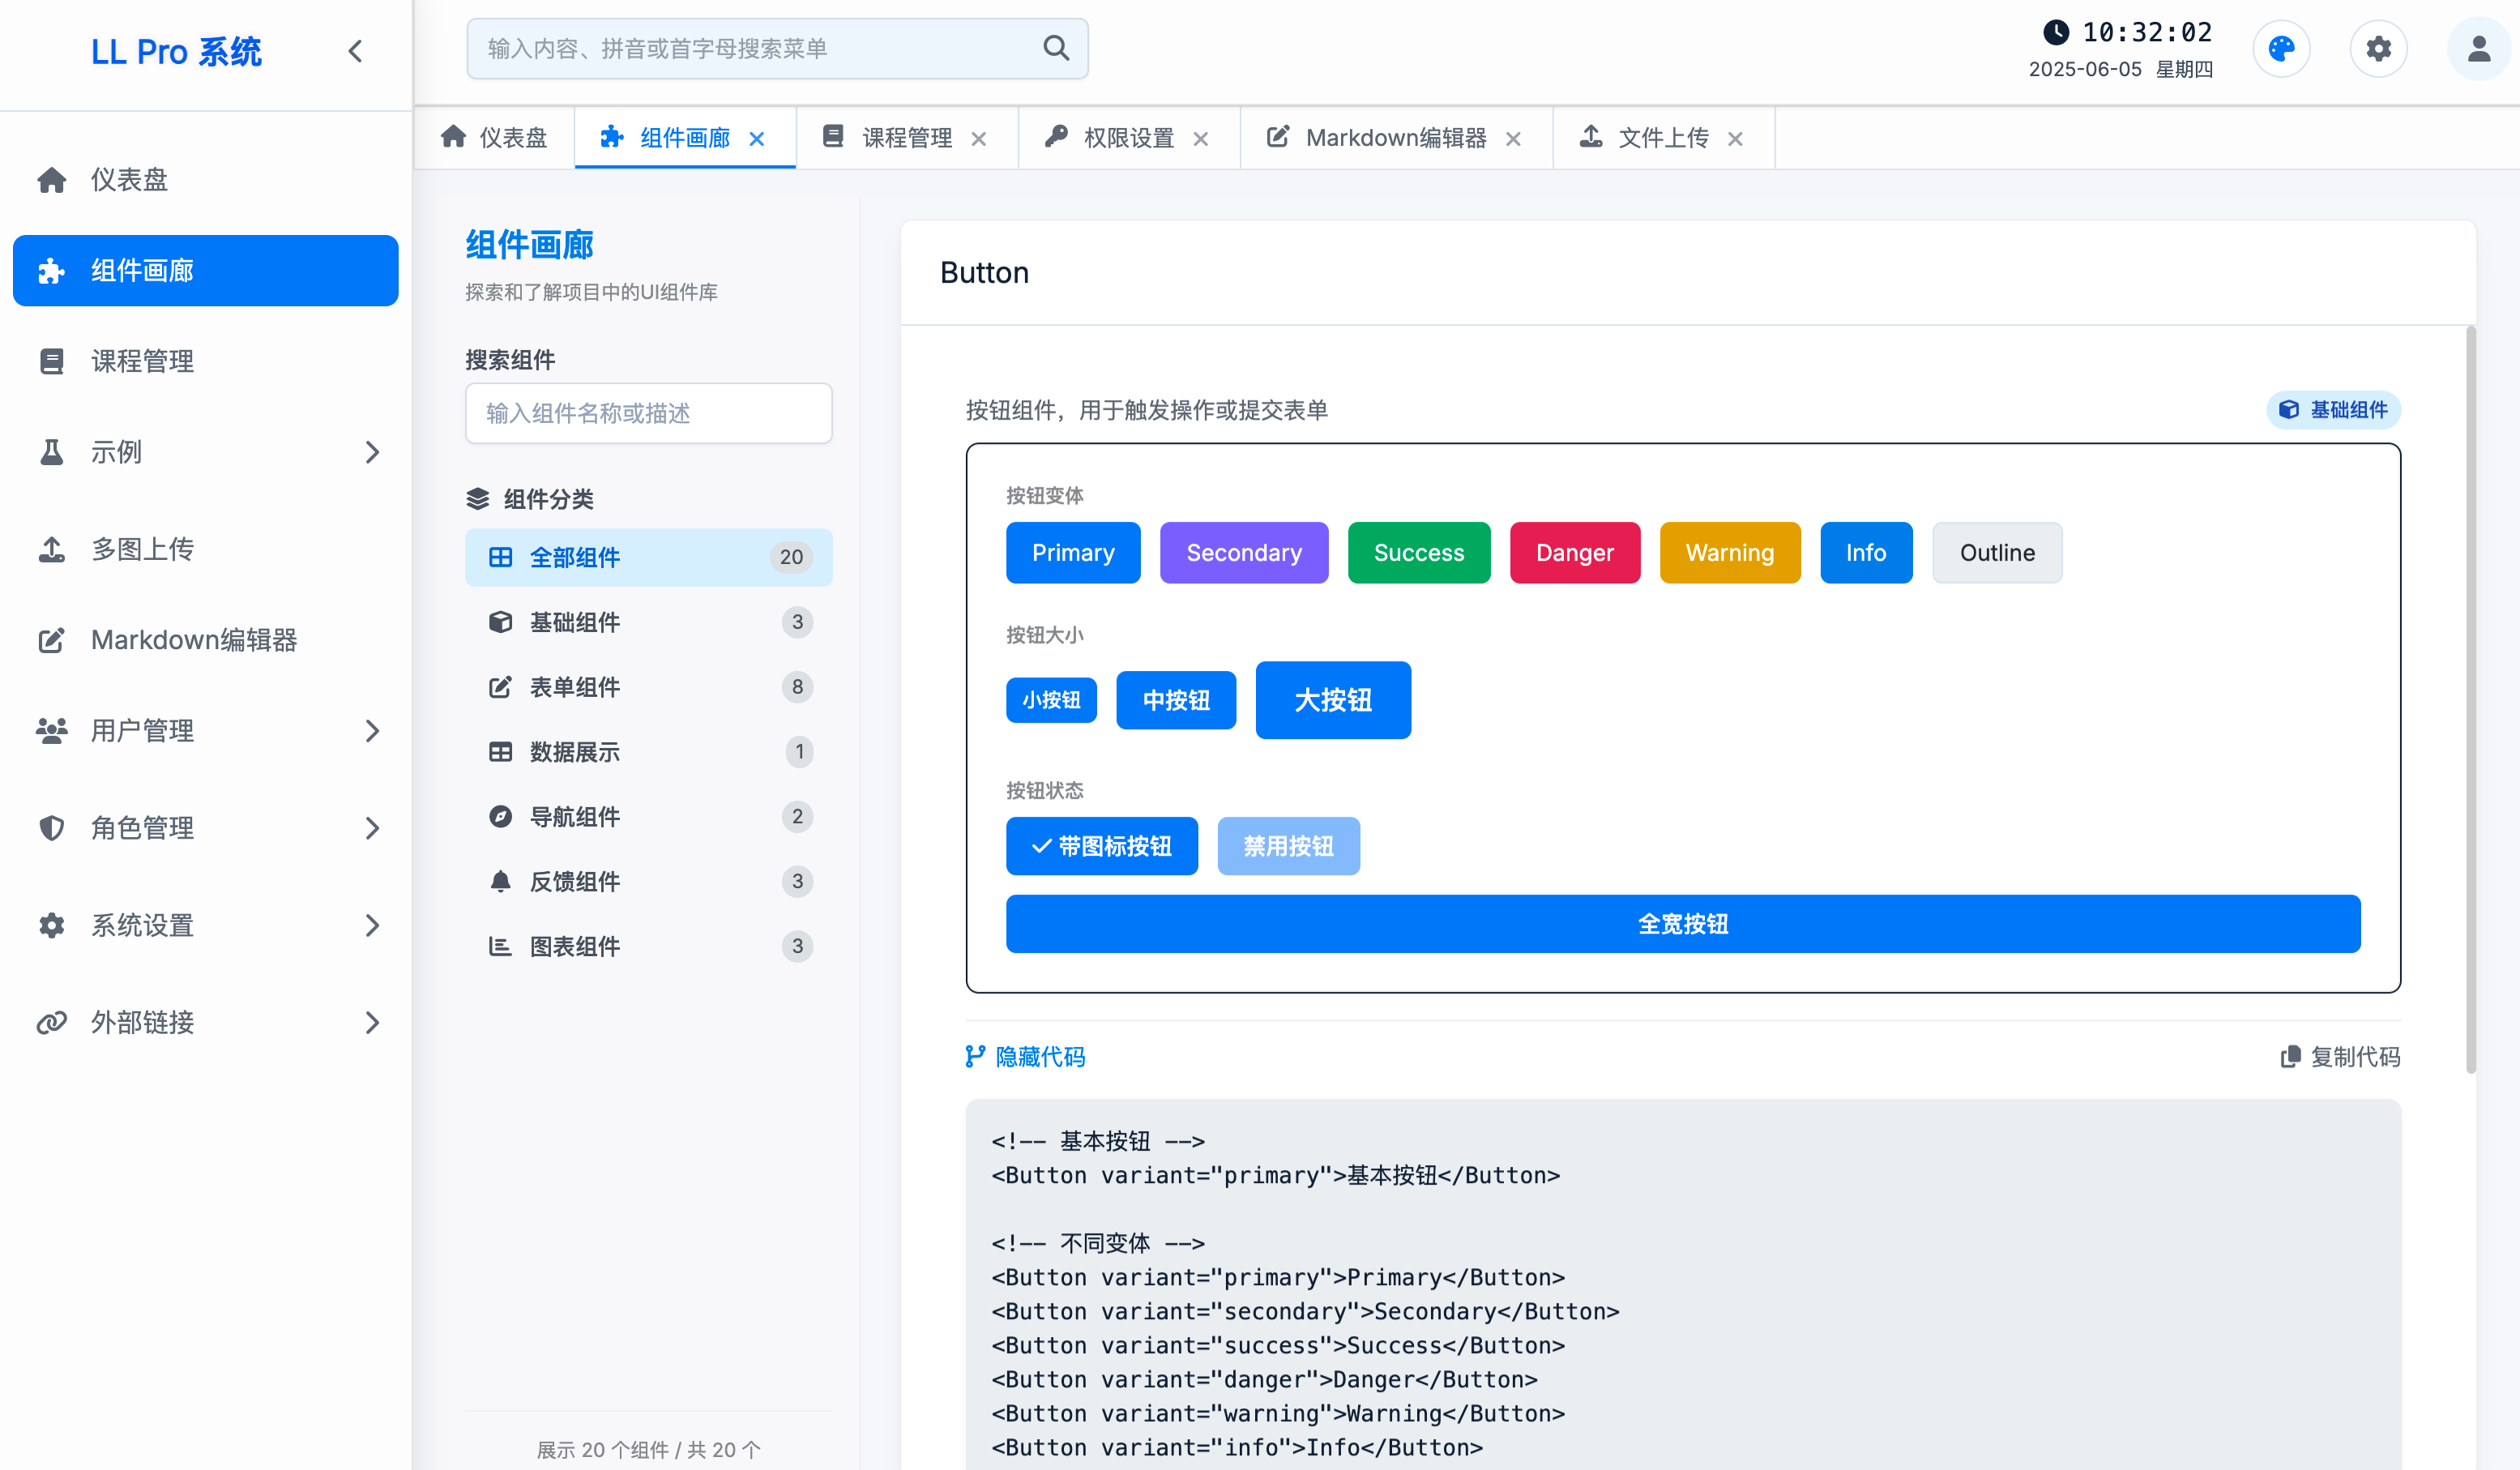 LL Pro 系统
仪表盘
组件画廊
课程管理
示例
多图上传
Markdown编辑器
用户管理
角色管理
系统设置
外部链接
输入内容、拼音或首字母搜索菜单
10:32:02
2025-06-05 星期四
仪表盘
组件画廊
课程管理
权限设置
Markdown编辑器
文件上传
组件画廊
探索和了解项目中的UI组件库
搜索组件
输入组件名称或描述
组件分类
全部组件 20
基础组件 3
表单组件 8
数据展示 1
导航组件 2
反馈组件 3
图表组件 3
展示 20 个组件 / 共 20 个
Button
按钮组件，用于触发操作或提交表单
基础组件
按钮变体
Primary Secondary Success Danger Warning Info Outline
按钮大小
小按钮 中按钮 大按钮
按钮状态
带图标按钮 禁用按钮
全宽按钮
隐藏代码
复制代码
<!-- 基本按钮 -->
<Button variant="primary">基本按钮</Button>
<!-- 不同变体 -->
<Button variant="primary">Primary</Button>
<Button variant="secondary">Secondary</Button>
<Button variant="success">Success</Button>
<Button variant="danger">Danger</Button>
<Button variant="warning">Warning</Button>
<Button variant="info">Info</Button>